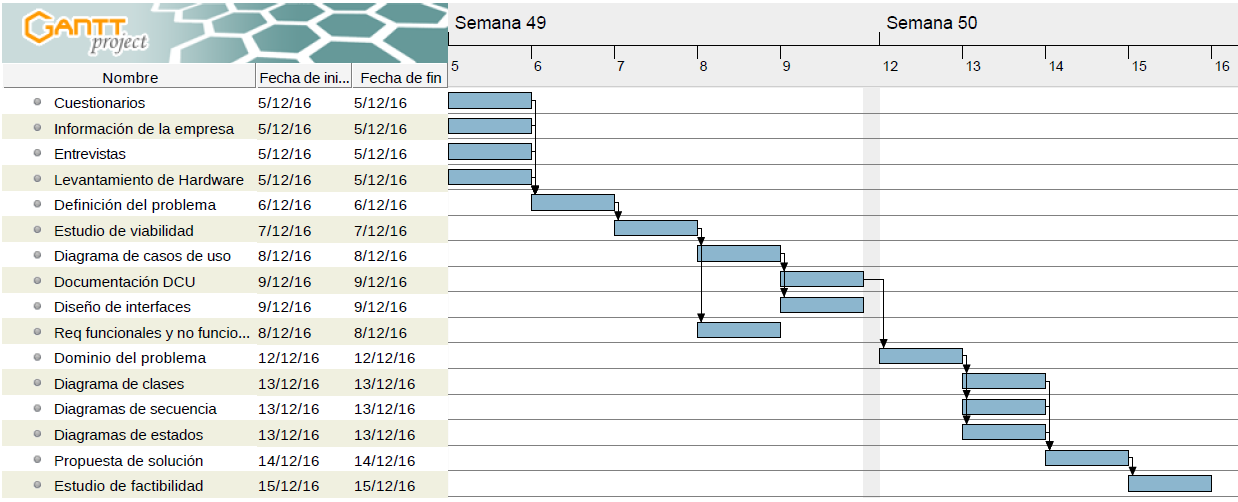 GANTT
project
Semana 49
Semana 50
5 6 7 8 9 12 13 14 15 16
Nombre Fecha de ini... Fecha de fin
Cuestionarios 5/12/16 5/12/16
Información de la empresa 5/12/16 5/12/16
Entrevistas 5/12/16 5/12/16
Levantamiento de Hardware 5/12/16 5/12/16
Definición del problema 6/12/16 6/12/16
Estudio de viabilidad 7/12/16 7/12/16
Diagrama de casos de uso 8/12/16 8/12/16
Documentación DCU 9/12/16 9/12/16
Diseño de interfaces 9/12/16 9/12/16
Req funcionales y no funcio... 8/12/16 8/12/16
Dominio del problema 12/12/16 12/12/16
Diagrama de clases 13/12/16 13/12/16
Diagramas de secuencia 13/12/16 13/12/16
Diagramas de estados 13/12/16 13/12/16
Propuesta de solución 14/12/16 14/12/16
Estudio de factibilidad 15/12/16 15/12/16